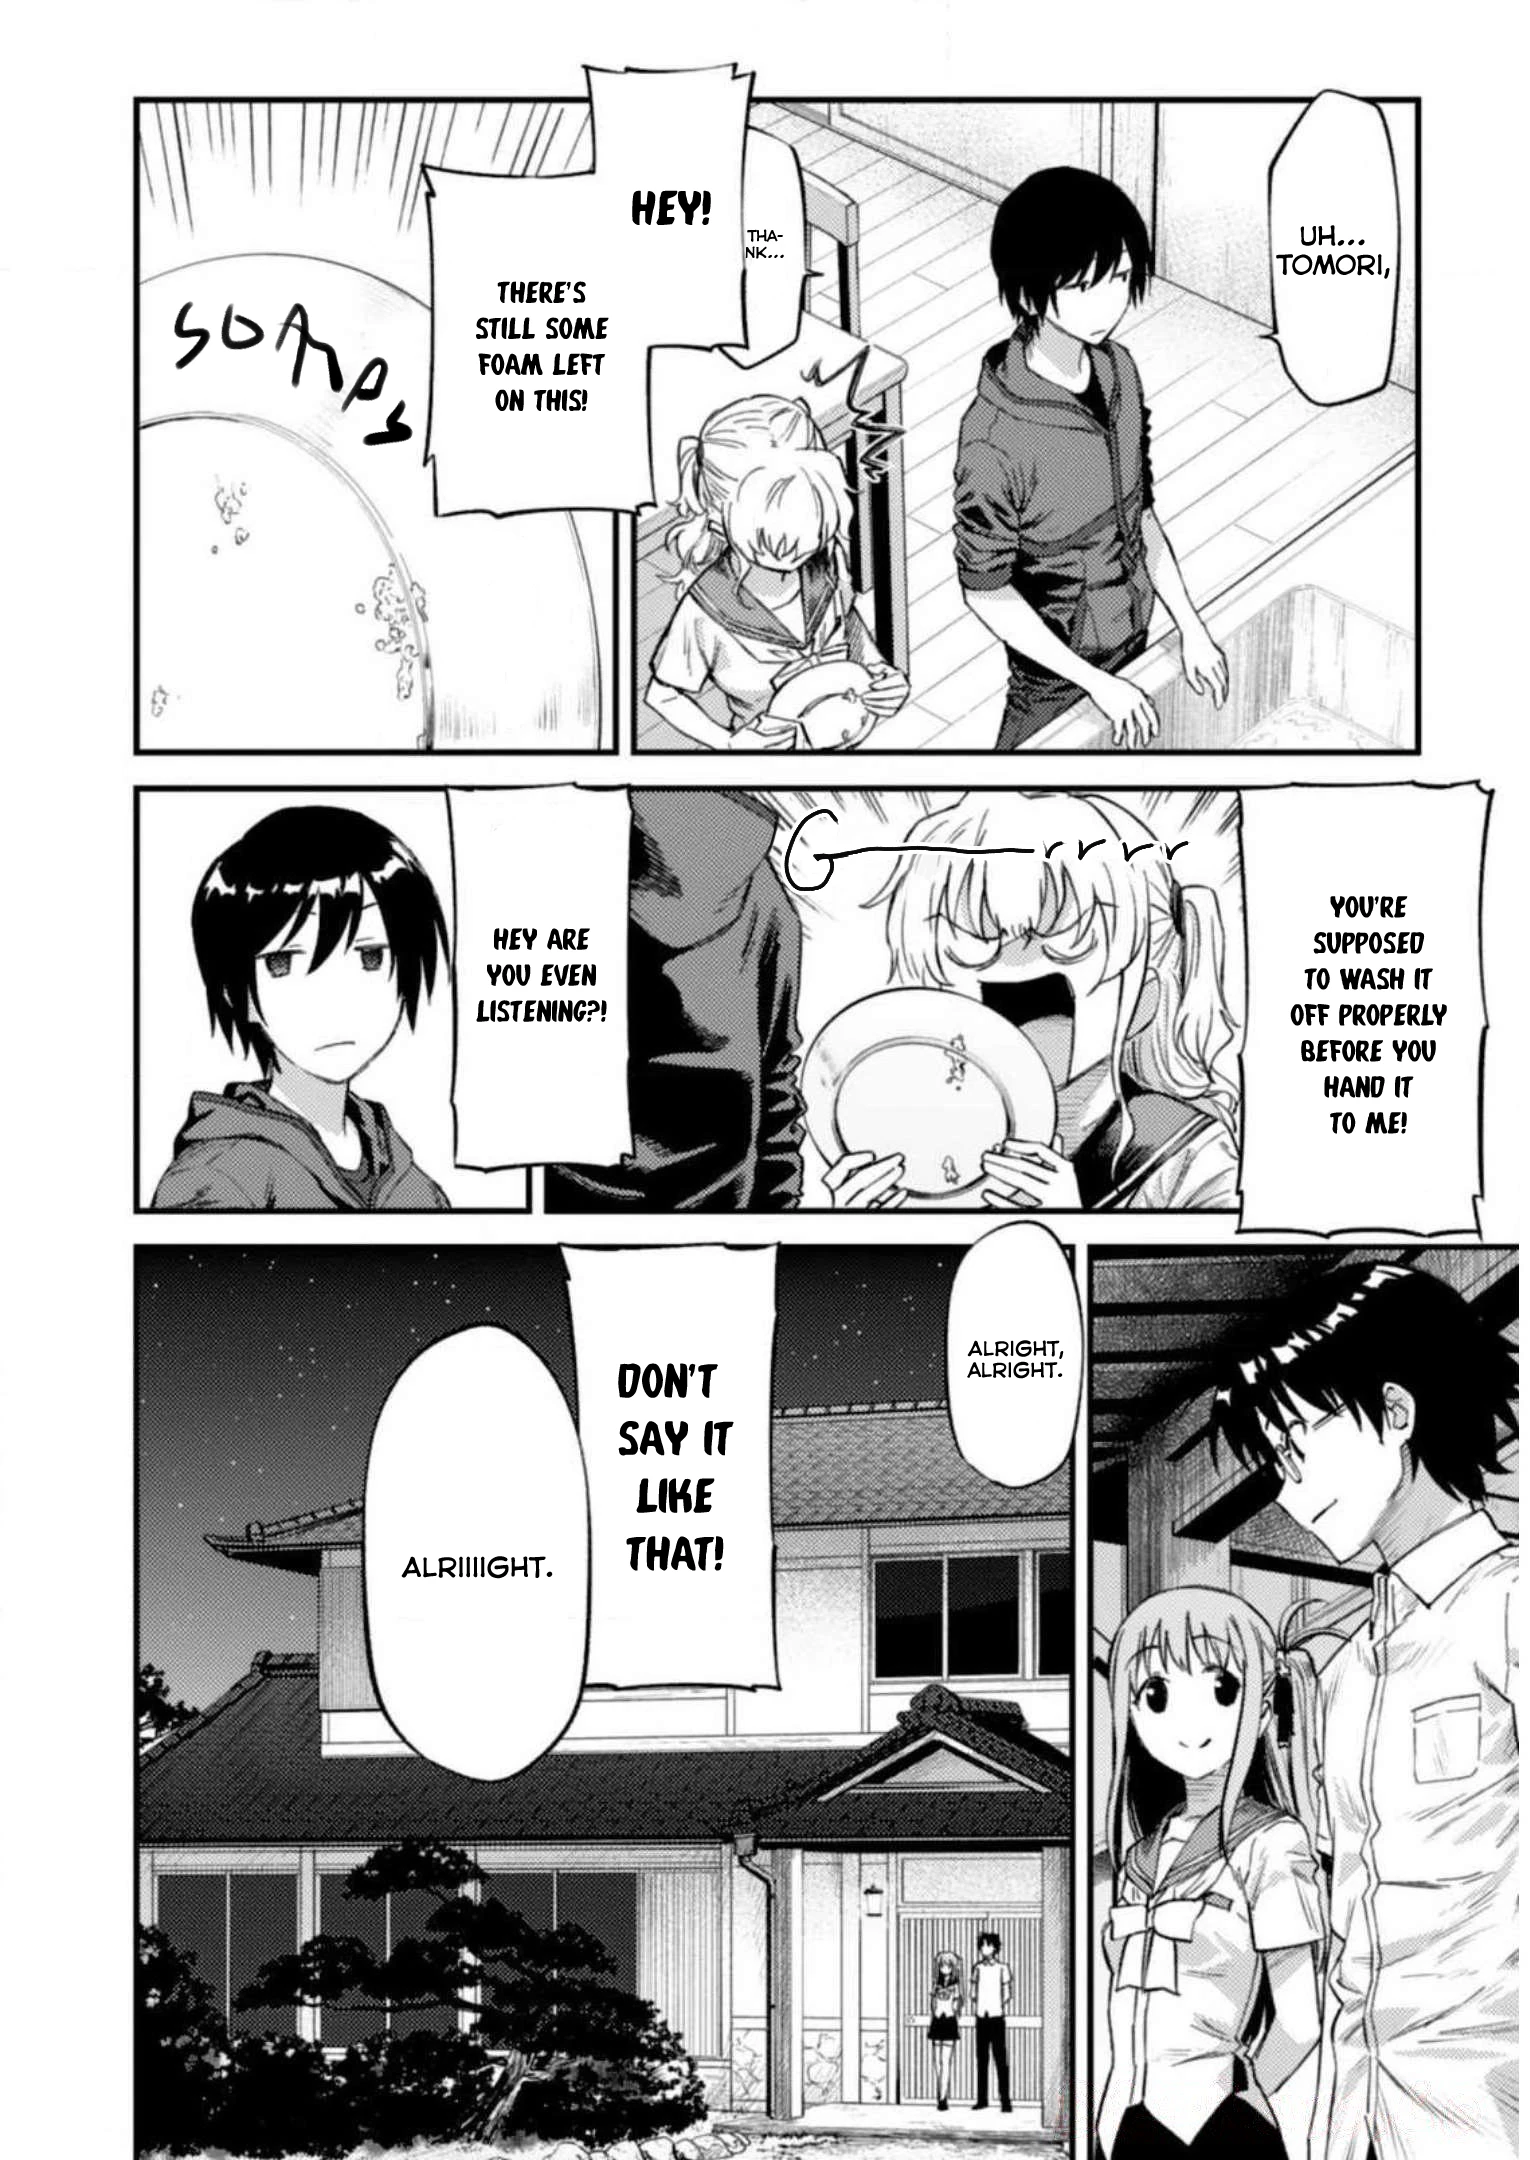 UH...
TOMORI,
THA-
NK...
HEY!
THERE'S
STILL SOME
FOAM LEFT
ON THIS!
SOAPS
YOU'RE
SUPPOSED
TO WASH IT
OFF PROPERLY
BEFORE YOU
HAND IT
TO ME!
Grrrr
HEY ARE
YOU EVEN
LISTENING?!
ALRIGHT,
ALRIGHT.
DON'T
SAY IT
LIKE
THAT!
ALRIIIIGHT.